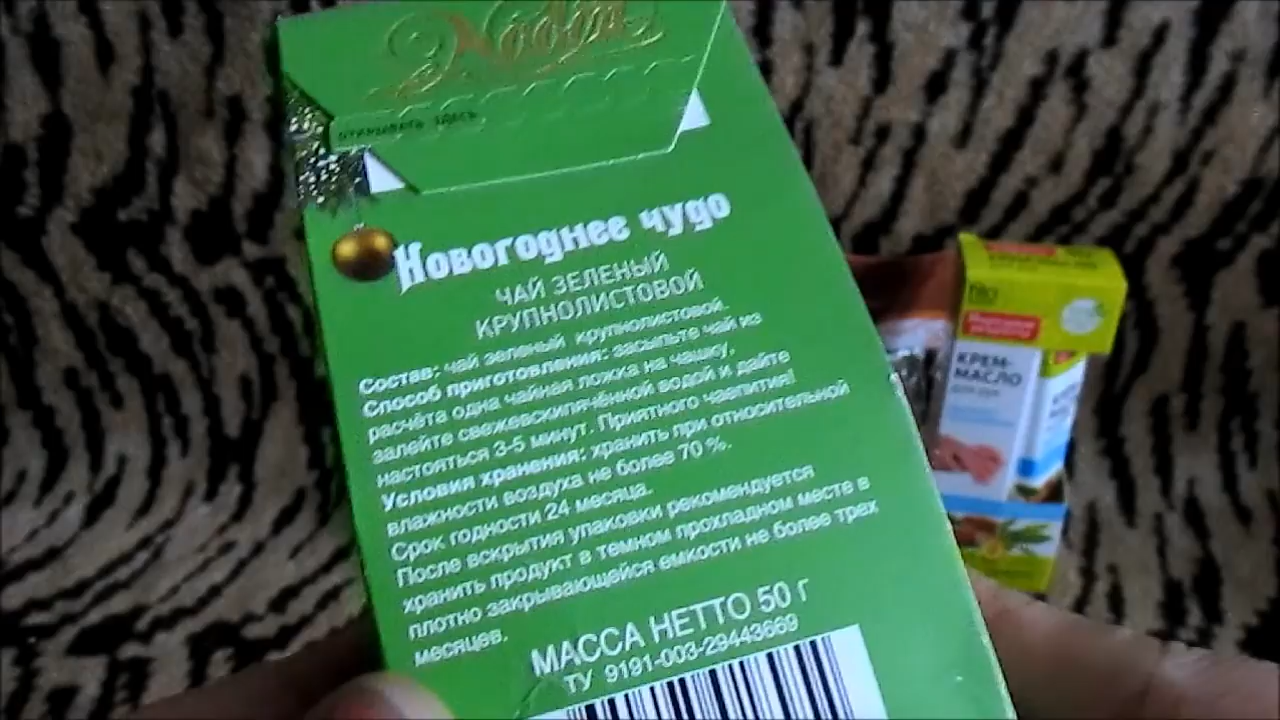 Nadin
ОТКРЫВАТЬ ЗДЕСЬ
Новогоднее чудо
ЧАЙ ЗЕЛЕНЫЙ
КРУПНОЛИСТОВОЙ
Состав: чай зеленый крупнолистовой.
Способ приготовления: засыпьте чай из
расчёта одна чайная ложка на чашку,
залейте свежевскипячённой водой и дайте
настояться 3-5 минут. Приятного чаепития!
Условия хранения: хранить при относительной
влажности воздуха не более 70 %.
Срок годности 24 месяца.
После вскрытия упаковки рекомендуется
хранить продукт в темном прохладном месте в
плотно закрывающейся емкости не более трех
месяцев.
МАССА НЕТТО 50 г
ТУ 9191-003-29443669
КРЕМ-
МАСЛО
ДЛЯ РУК